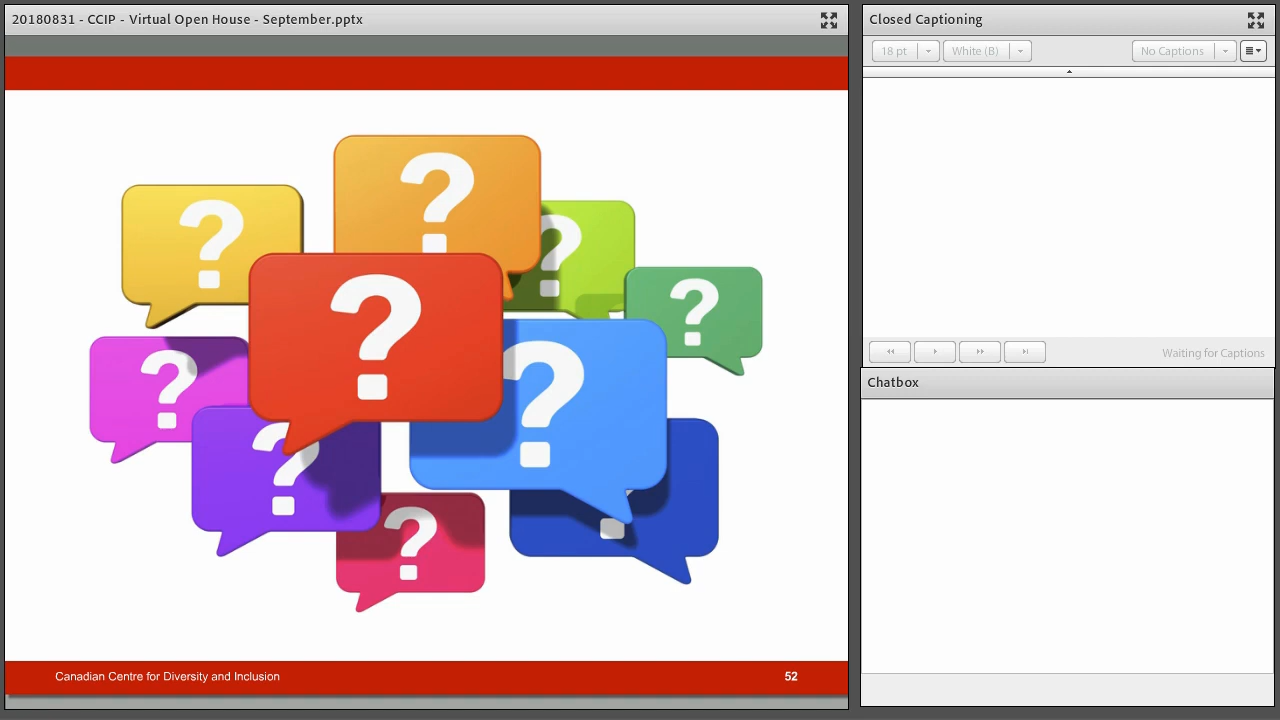 20180831 - CCIP - Virtual Open House - September.pptx
?
?
?
?
?
?
?
?
?
Canadian Centre for Diversity and Inclusion
52
Closed Captioning
18 pt
White (B)
No Captions
Waiting for Captions
Chatbox